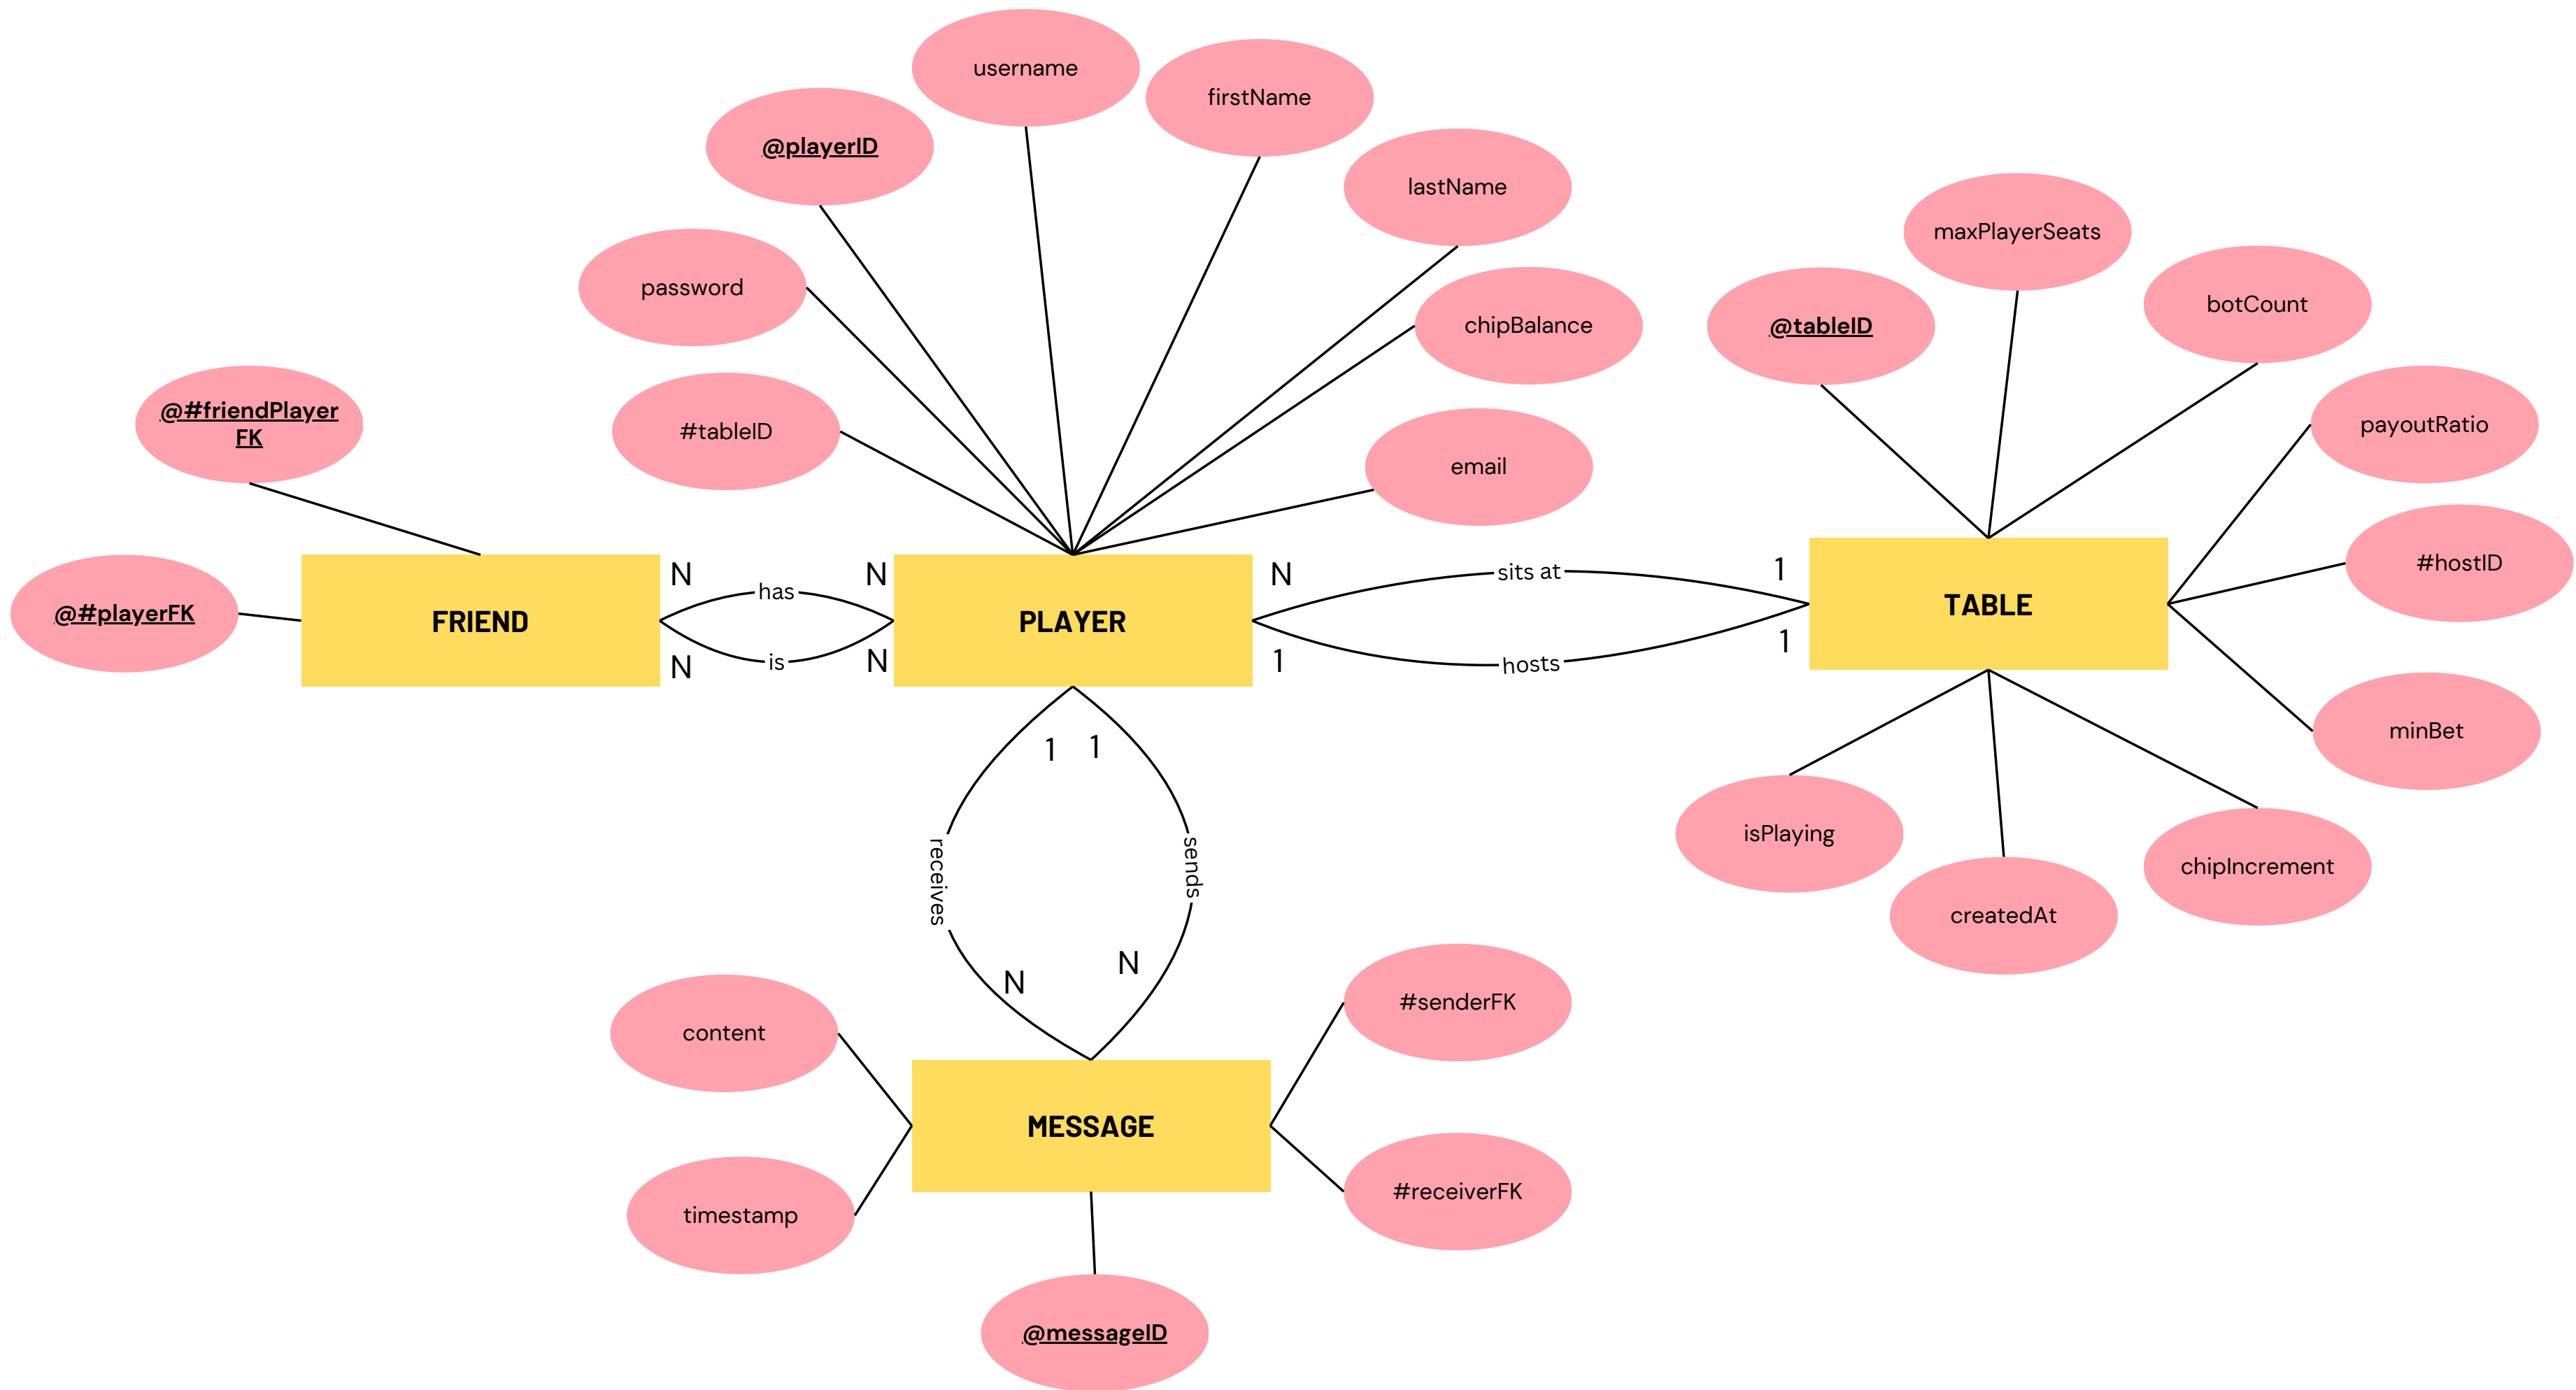 username
firstName
@playerID
lastName
maxPlayerSeats
password
botCount
chipBalance
@tableID
@#friendPlayer
FK
#tableID
payoutRatio
email
#hostID
N
has
N
N
sits at
1
@#playerFK
FRIEND
PLAYER
TABLE
N
is
N
1
hosts
1
minBet
1
1
isPlaying
receives
sends
chipIncrement
createdAt
N
N
#senderFK
content
MESSAGE
#receiverFK
timestamp
@messageID